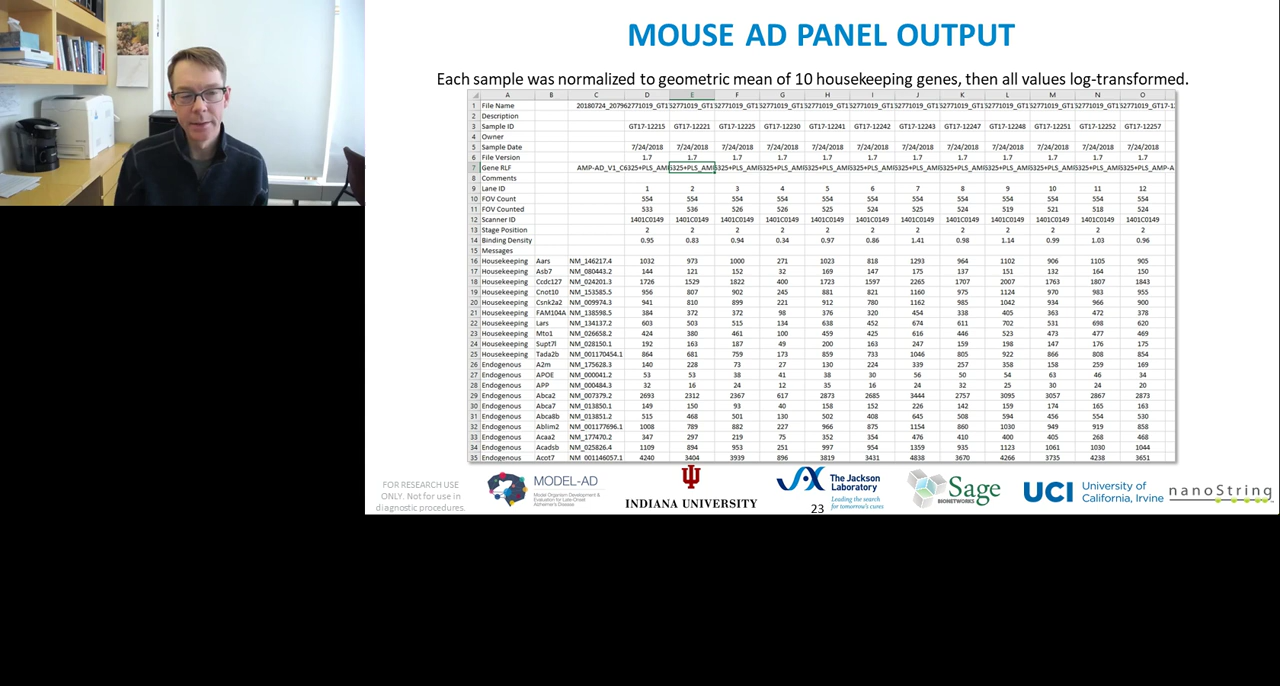 MOUSE AD PANEL OUTPUT
Each sample was normalized to geometric mean of 10 housekeeping genes, then all values log-transformed.
A B C D E F G H I J K L M N O
1 File Name 20180724_207962771019_GT1
2 Description
3 Sample ID GT17-12215 GT17-12221 GT17-12225 GT17-12230 GT17-12241 GT17-12242 GT17-12243 GT17-12247 GT17-12248 GT17-12251 GT17-12252 GT17-12257
4 Owner
5 Sample Date 7/24/2018 7/24/2018 7/24/2018 7/24/2018 7/24/2018 7/24/2018 7/24/2018 7/24/2018 7/24/2018 7/24/2018 7/24/2018 7/24/2018
6 File Version 1.7 1.7 1.7 1.7 1.7 1.7 1.7 1.7 1.7 1.7 1.7 1.7
7 Gene RLF
8 Comments
9 Lane ID 1 2 3 4 5 6 7 8 9 10 11 12
10 FOV Count 554 554 554 554 554 554 554 554 554 554 554 554
11 FOV Counted 533 536 526 526 525 524 525 524 519 521 518 524
12 Scanner ID 1401C0149 1401C0149 1401C0149 1401C0149 1401C0149 1401C0149 1401C0149 1401C0149 1401C0149 1401C0149 1401C0149 1401C0149
13 Stage Position 2 2 2 2 2 2 2 2 2 2 2 2
14 Binding Density 0.95 0.83 0.94 0.34 0.97 0.86 1.41 0.98 1.14 0.99 1.03 0.96
15 Messages
16 Housekeeping Aars NM_146217.4 1032 973 1000 271 1023 818 1293 964 1102 906 1105 905
17 Housekeeping Asb7 NM_080443.2 144 121 152 32 169 147 175 137 151 132 164 150
18 Housekeeping Ccdc127 NM_024201.3 1726 1529 1822 400 1723 1597 2265 1707 2007 1763 1807 1843
19 Housekeeping Cnot10 NM_153585.5 956 807 902 245 881 821 1160 975 1124 970 983 955
20 Housekeeping Csnk2a2 NM_009974.3 941 810 899 221 912 780 1162 985 1042 934 966 900
21 Housekeeping FAM104A NM_138598.5 384 372 372 98 376 320 454 338 405 363 472 378
22 Housekeeping Lars NM_134137.2 603 503 515 134 638 452 674 611 702 531 698 620
23 Housekeeping Mto1 NM_026658.2 424 380 461 100 459 425 616 446 523 473 477 469
24 Housekeeping Supt7l NM_028150.1 192 163 187 49 200 163 247 159 198 147 176 175
25 Housekeeping Tada2b NM_001170454.1 864 681 759 173 859 733 1046 805 922 866 808 854
26 Endogenous A2m NM_175628.3 140 228 73 27 130 224 339 257 358 158 259 169
27 Endogenous APOE NM_000041.2 53 53 38 41 38 30 56 50 54 63 46 34
28 Endogenous APP NM_000484.3 32 16 24 12 35 16 24 32 25 30 24 20
29 Endogenous Abca2 NM_007379.2 2693 2312 2367 617 2873 2685 3444 2757 3095 3057 2867 2873
30 Endogenous Abca7 NM_013850.1 149 150 93 40 158 152 226 142 159 174 165 163
31 Endogenous Abca8b NM_013851.2 515 468 501 130 502 408 645 508 594 456 554 530
32 Endogenous Ablim2 NM_001177696.1 1008 789 882 227 966 875 1154 860 1030 949 919 858
33 Endogenous Acaa2 NM_177470.2 347 297 219 75 352 354 476 410 400 405 268 468
34 Endogenous Acadsb NM_025826.4 1109 894 953 251 997 954 1359 935 1123 1061 1030 1044
35 Endogenous Acot7 NM_001146057.1 4240 3404 3939 896 3819 3431 4838 3670 4266 3735 4238 3651
FOR RESEARCH USE
ONLY. Not for use in
diagnostic procedures.
MODEL-AD
Model Organism Development &
Evaluation for Late-Onset
Alzheimer's Disease
INDIANA UNIVERSITY
The Jackson
Laboratory
Leading the search
for tomorrow's cures
23
Sage
BIONETWORKS
UCI University of
California, Irvine
nanoString